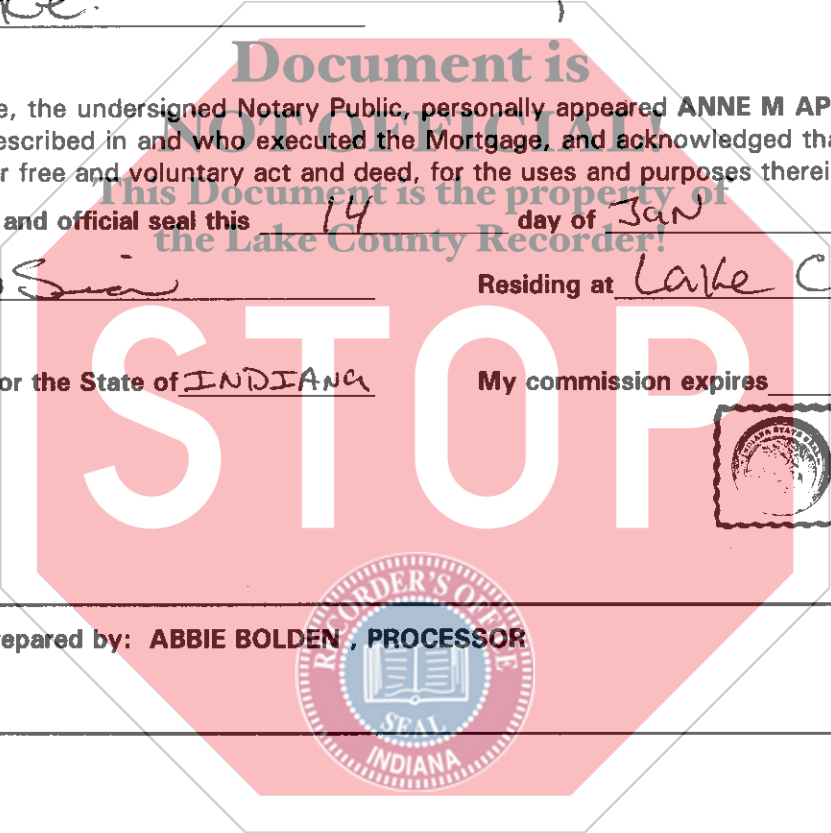 Document is
e, the undersigned Notary Public, personally appeared ANNE M AP
NOT OFFICIAL!
escribed in and who executed the Mortgage, and acknowledged tha
r free and voluntary act and deed, for the uses and purposes therei
This Document is the property of
and official seal this 14 day of JaN
the Lake County Recorder!
Residing at Lake C
STOP
or the State of INDIANa My commission expires
INDIANA STATE
epared by: ABBIE BOLDEN , PROCESSOR
RECORDER'S OFFICE
SEAL
INDIANA